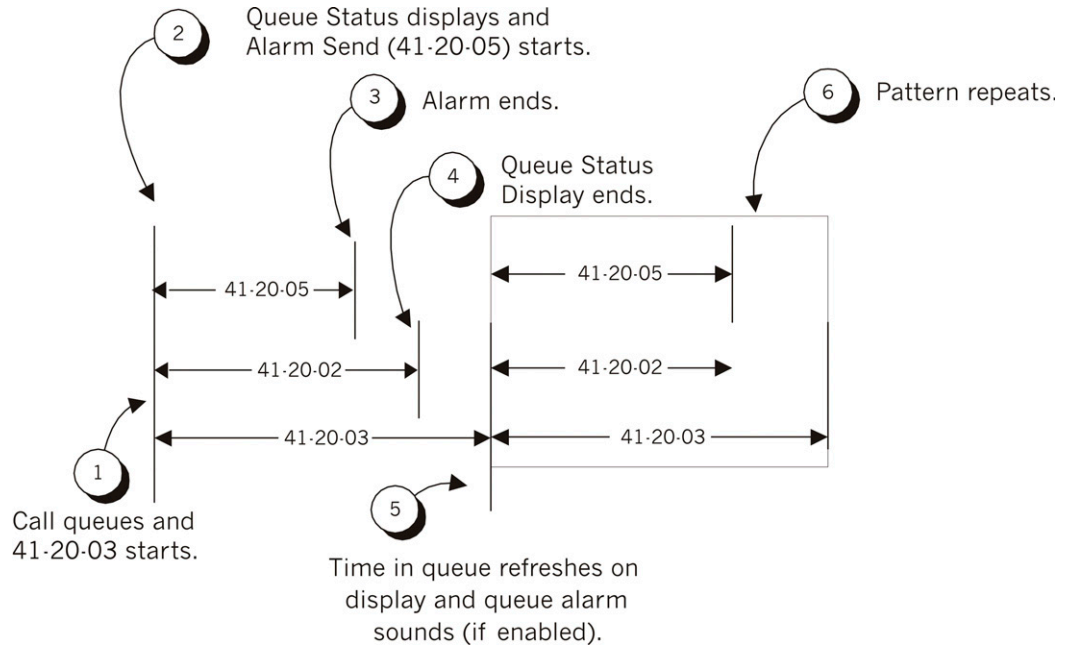 2
Queue Status displays and
Alarm Send (41-20-05) starts.
3
Alarm ends.
6
Pattern repeats.
4
Queue Status
Display ends.
41-20-05
41-20-05
41-20-02
41-20-02
41-20-03
41-20-03
1
Call queues and
41-20-03 starts.
5
Time in queue refreshes on
display and queue alarm
sounds (if enabled).